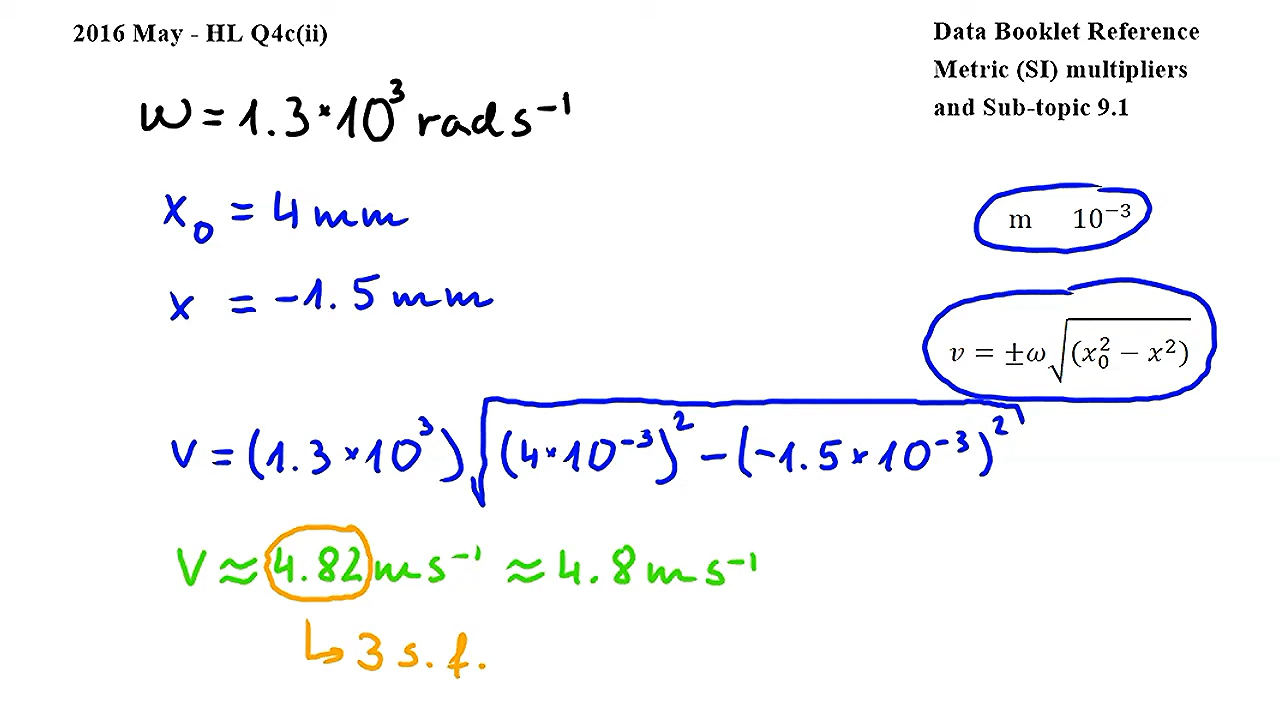 2016 May - HL Q4c(ii)
Data Booklet Reference
Metric (SI) multipliers
and Sub-topic 9.1
ω = 1.3 × 10³ rad s⁻¹
x₀ = 4 mm
m 10⁻³
x = -1.5 mm
v = ±ω√(x₀² − x²)
v = (1.3 × 10³)√((4 × 10⁻³)² − (−1.5 × 10⁻³)²)
v ≈ 4.82 m s⁻¹ ≈ 4.8 m s⁻¹
↳ 3 s.f.